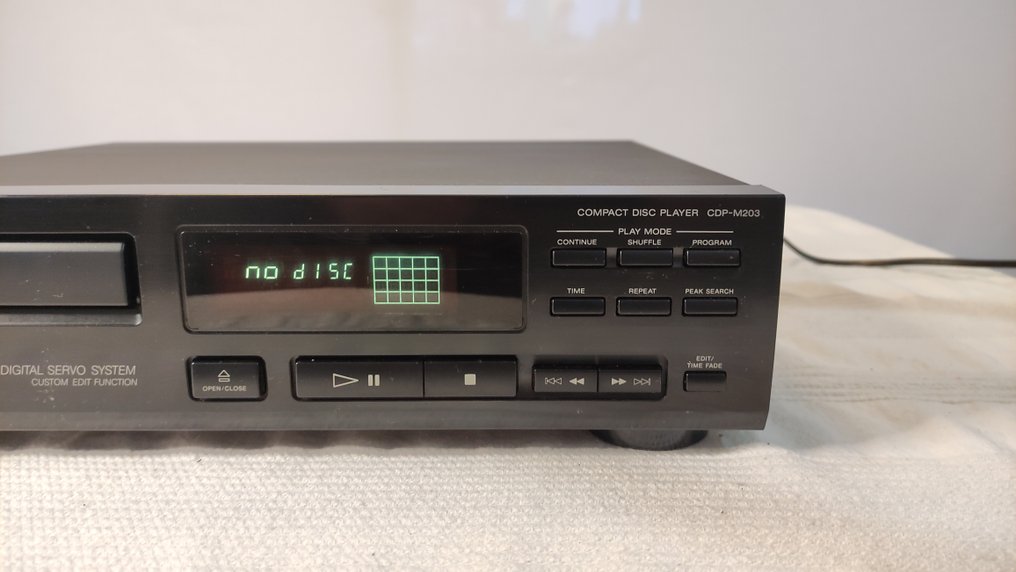 COMPACT DISC PLAYER CDP-M203
PLAY MODE
CONTINUE SHUFFLE PROGRAM
no dISC
TIME REPEAT PEAK SEARCH
DIGITAL SERVO SYSTEM
CUSTOM EDIT FUNCTION
OPEN/CLOSE
EDIT/
TIME FADE